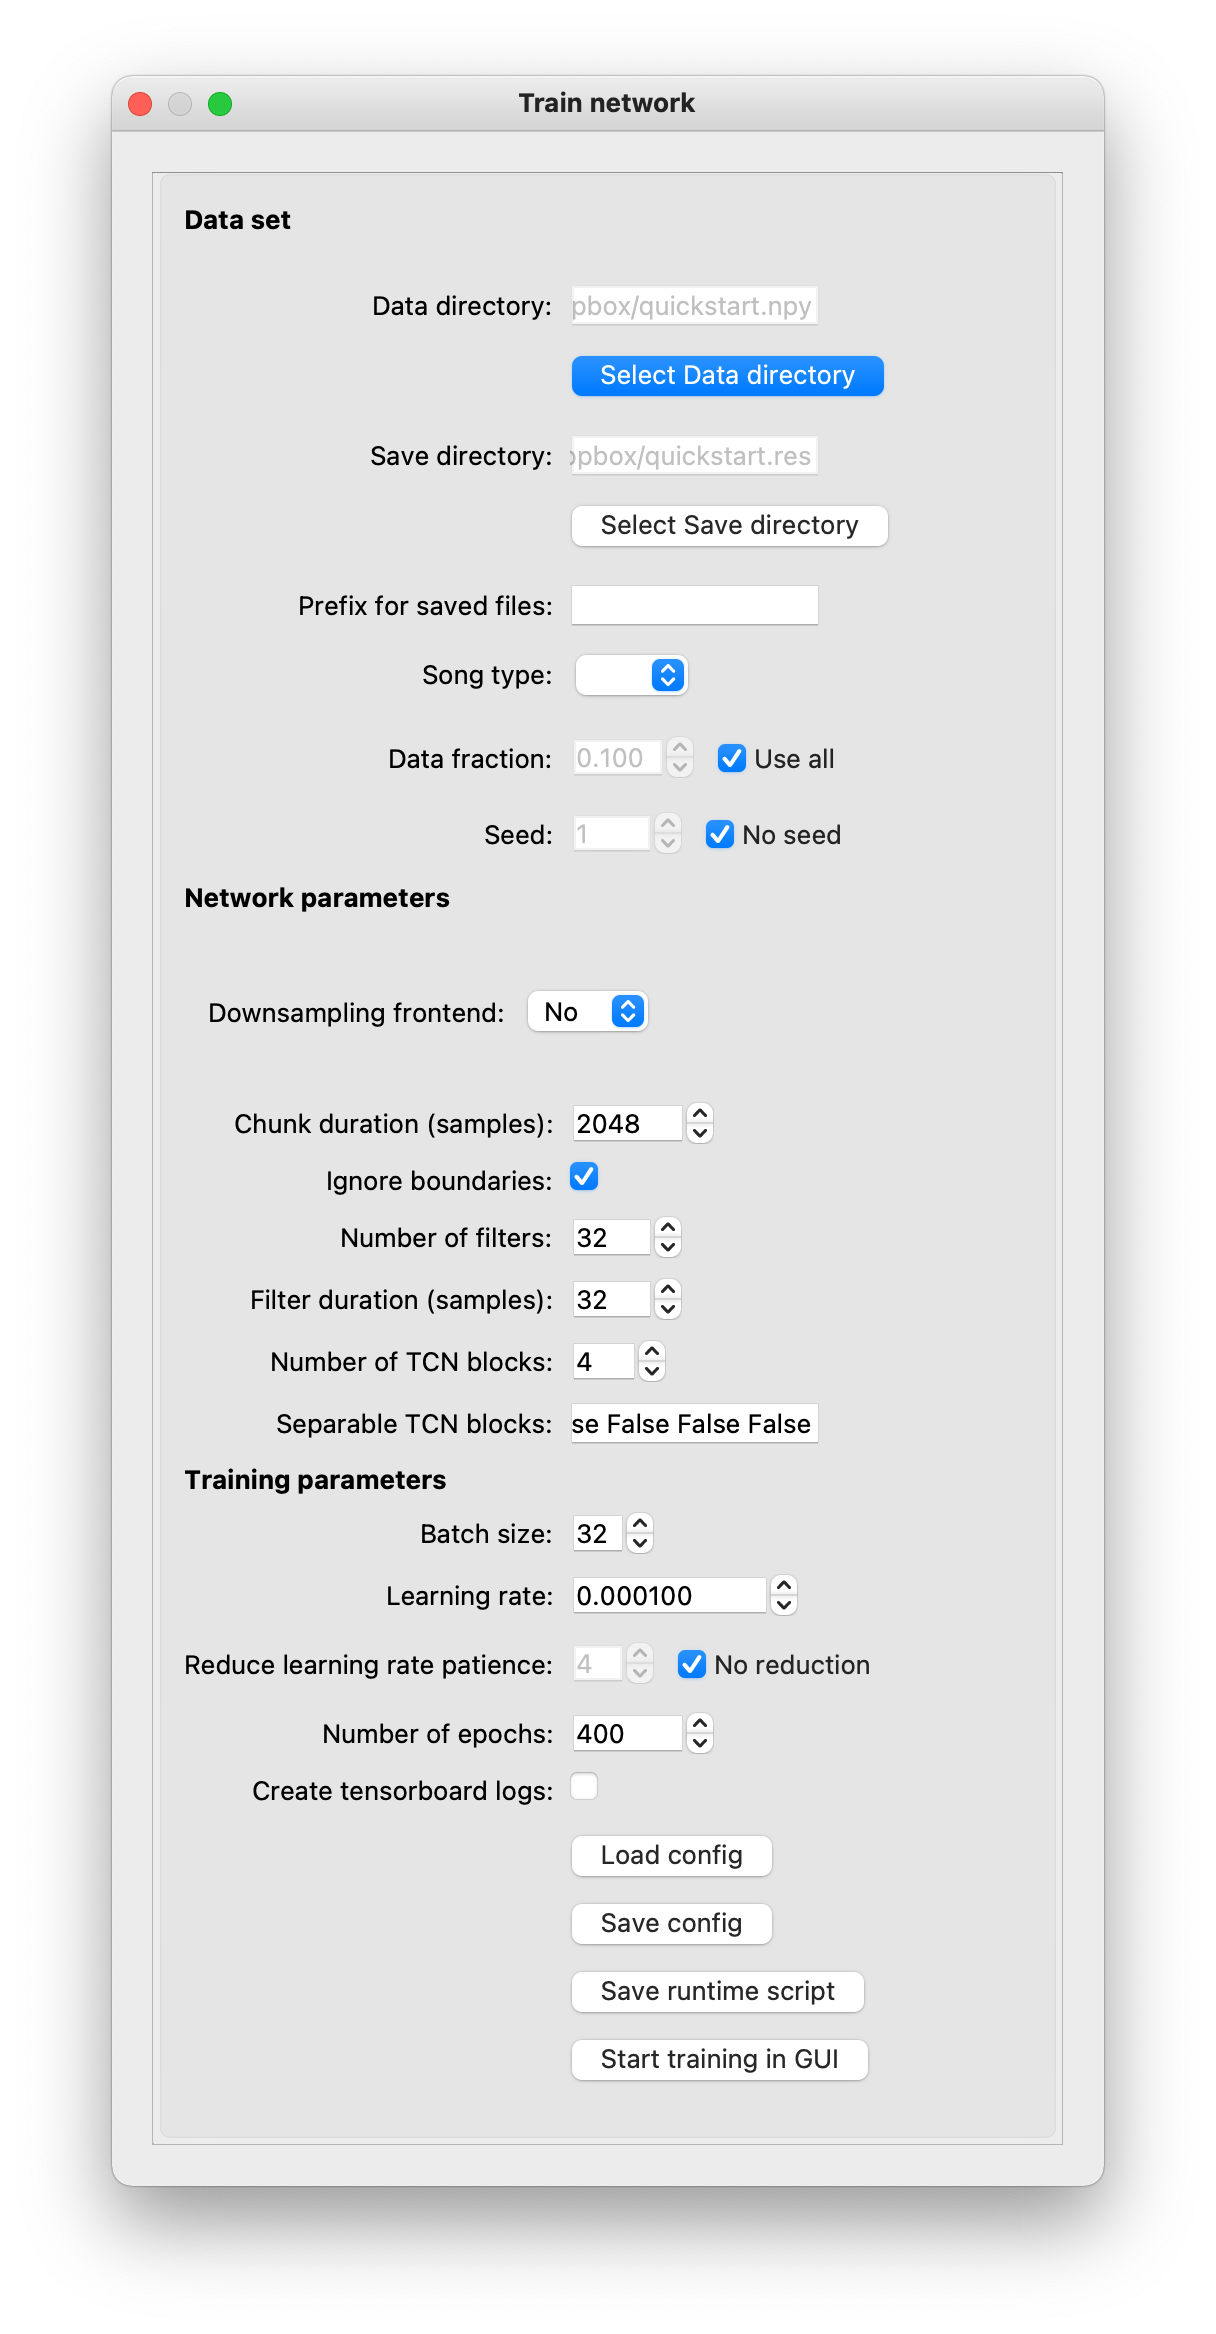 Train network
Data set
Data directory: pbox/quickstart.npy
Select Data directory
Save directory: pbox/quickstart.res
Select Save directory
Prefix for saved files:
Song type:
Data fraction: 0.100 Use all
Seed: 1 No seed
Network parameters
Downsampling frontend: No
Chunk duration (samples): 2048
Ignore boundaries:
Number of filters: 32
Filter duration (samples): 32
Number of TCN blocks: 4
Separable TCN blocks: se False False False
Training parameters
Batch size: 32
Learning rate: 0.000100
Reduce learning rate patience: 4 No reduction
Number of epochs: 400
Create tensorboard logs:
Load config
Save config
Save runtime script
Start training in GUI